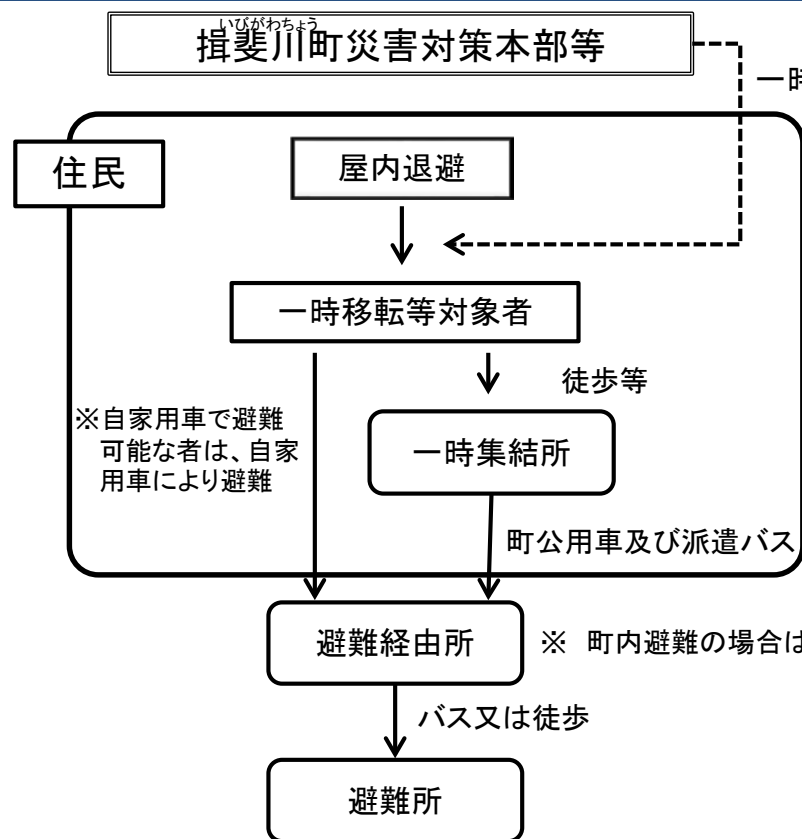 いびがわちょう
揖斐川町災害対策本部等
一時
住民
屋内退避
一時移転等対象者
徒歩等
※自家用車で避難
可能な者は、自家
用車により避難
一時集結所
町公用車及び派遣バス
避難経由所
※ 町内避難の場合は
バス又は徒歩
避難所